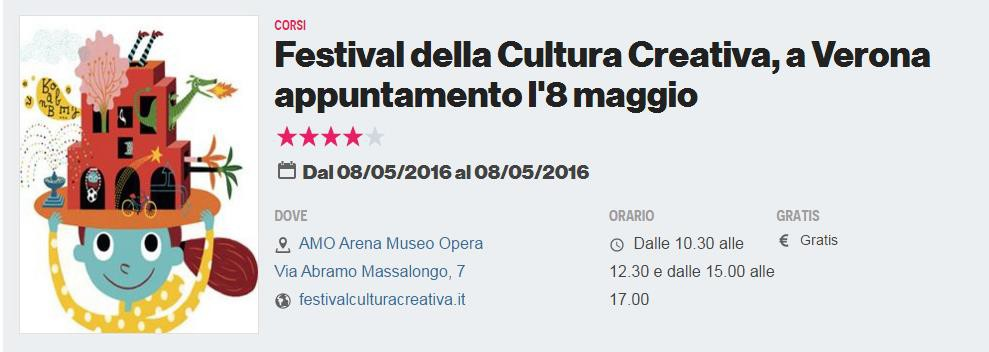 CORSI
Festival della Cultura Creativa, a Verona
appuntamento l'8 maggio
Dal 08/05/2016 al 08/05/2016
DOVE
AMO Arena Museo Opera
Via Abramo Massalongo, 7
festivalculturacreativa.it
ORARIO
Dalle 10.30 alle
12.30 e dalle 15.00 alle
17.00
GRATIS
€ Gratis